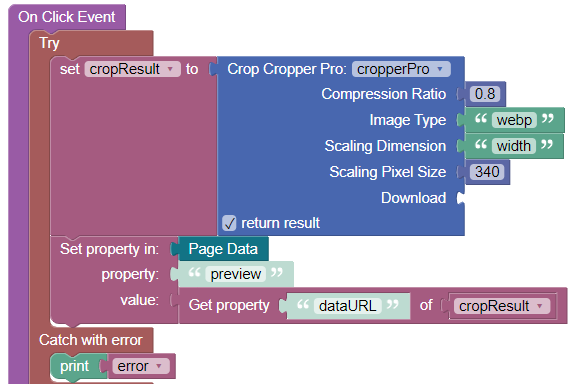 On Click Event
Try
set cropResult to Crop Cropper Pro: cropperPro
Compression Ratio 0.8
Image Type “ webp ”
Scaling Dimension “ width ”
Scaling Pixel Size 340
Download
✓ return result
Set property in: Page Data
property: “ preview ”
value: Get property “ dataURL ” of cropResult
Catch with error
print error